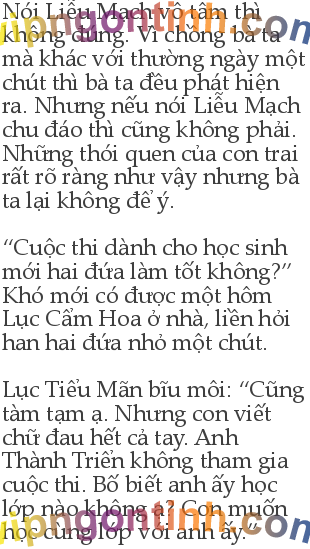 Nói Liễu Mạch vô tâm thì
không đúng. Vì chồng bà ta
mà khác với thường ngày một
chút thì bà ta đều phát hiện
ra. Nhưng nếu nói Liễu Mạch
chu đáo thì cũng không phải.
Những thói quen của con trai
rất rõ ràng như vậy nhưng bà
ta lại không để ý.
“Cuộc thi dành cho học sinh
mới hai đứa làm tốt không?”
Khó mới có được một hôm
Lục Cẩm Hoa ở nhà, liền hỏi
han hai đứa nhỏ một chút.
Lục Tiểu Mãn bĩu môi: “Cũng
tàm tạm ạ. Nhưng con viết
chữ đau hết cả tay. Anh
Thành Triển không tham gia
cuộc thi. Bố biết anh ấy học
lớp nào không ạ? Con muốn
học cùng lớp với anh ấy.”
vipngontinh.com
vipngontinh.com